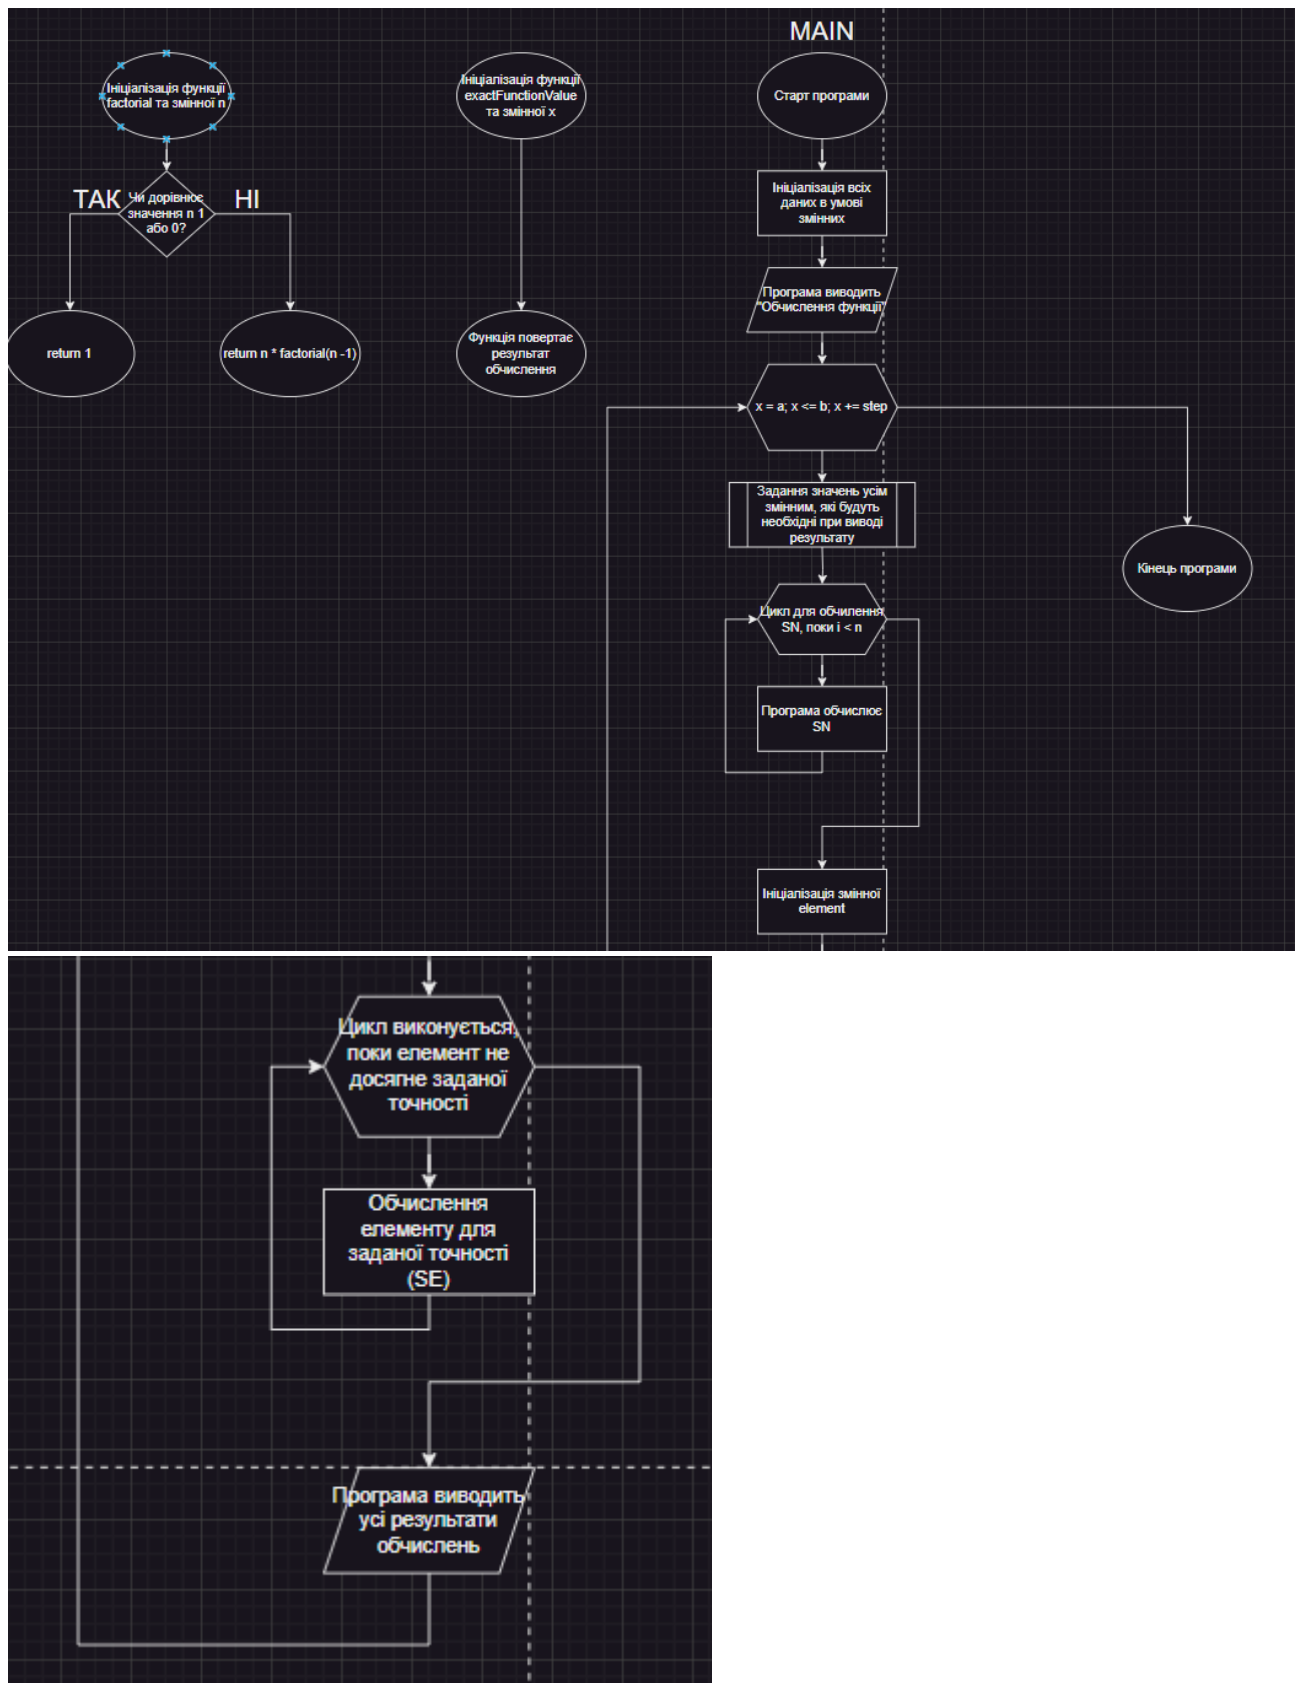 MAIN
Ініціалізація функції
factorial та змінної n
Ініціалізація функції
exactFunctionValue
та змінної x
Старт програми
ТАК
НІ
Чи дорівнює
значення n 1
або 0?
Ініціалізація всіх
даних в умові
змінних
Програма виводить
"Обчислення функції"
return 1
return n * factorial(n -1)
Функція повертає
результат
обчислення
x = a; x <= b; x += step
Задання значень усім
змінним, які будуть
необхідні при виводі
результату
Кінець програми
Цикл для обчилення
SN, поки i < n
Програма обчислює
SN
Ініціалізація змінної
element
Цикл виконується,
поки елемент не
досягне заданої
точності
Обчислення
елементу для
заданої точності
(SE)
Програма виводить
усі результати
обчислень